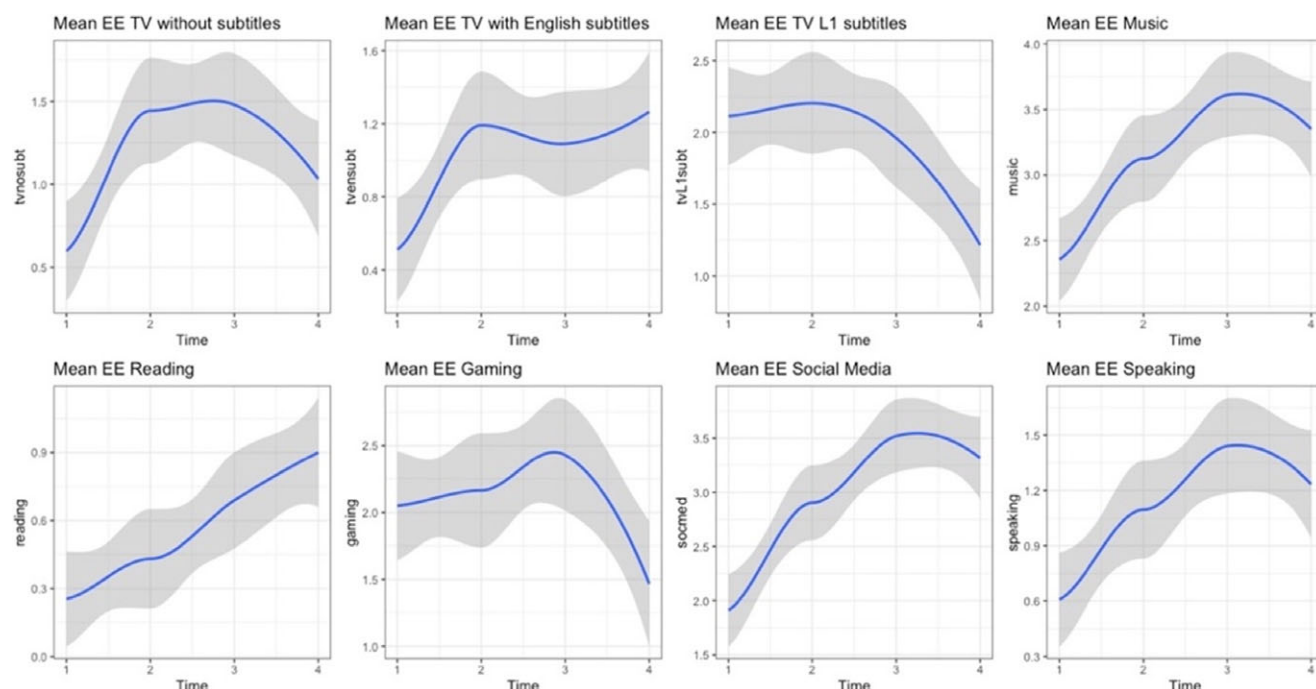 Mean EE TV without subtitles
tvnosubt
1.5
1.0
0.5
1 2 3 4
Time
Mean EE TV with English subtitles
tvensubt
1.6
1.2
0.8
0.4
1 2 3 4
Time
Mean EE TV L1 subtitles
tvL1subt
2.5
2.0
1.5
1.0
1 2 3 4
Time
Mean EE Music
music
4.0
3.5
3.0
2.5
2.0
1 2 3 4
Time
Mean EE Reading
reading
0.9
0.6
0.3
0.0
1 2 3 4
Time
Mean EE Gaming
gaming
2.5
2.0
1.5
1.0
1 2 3 4
Time
Mean EE Social Media
socmed
3.5
3.0
2.5
2.0
1.5
1 2 3 4
Time
Mean EE Speaking
speaking
1.5
1.2
0.9
0.6
0.3
1 2 3 4
Time